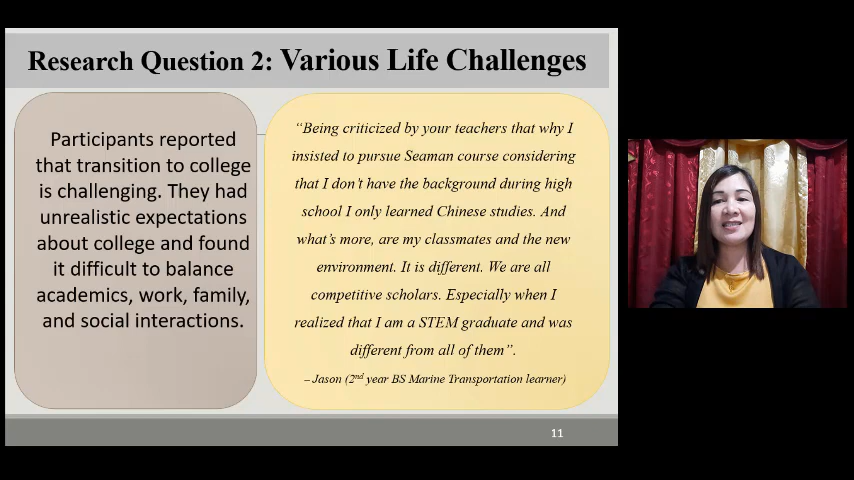 Research Question 2: Various Life Challenges
Participants reported
that transition to college
is challenging. They had
unrealistic expectations
about college and found
it difficult to balance
academics, work, family,
and social interactions.
“Being criticized by your teachers that why I
insisted to pursue Seaman course considering
that I don't have the background during high
school I only learned Chinese studies. And
what’s more, are my classmates and the new
environment. It is different. We are all
competitive scholars. Especially when I
realized that I am a STEM graduate and was
different from all of them”.
– Jason (2nd year BS Marine Transportation learner)
11